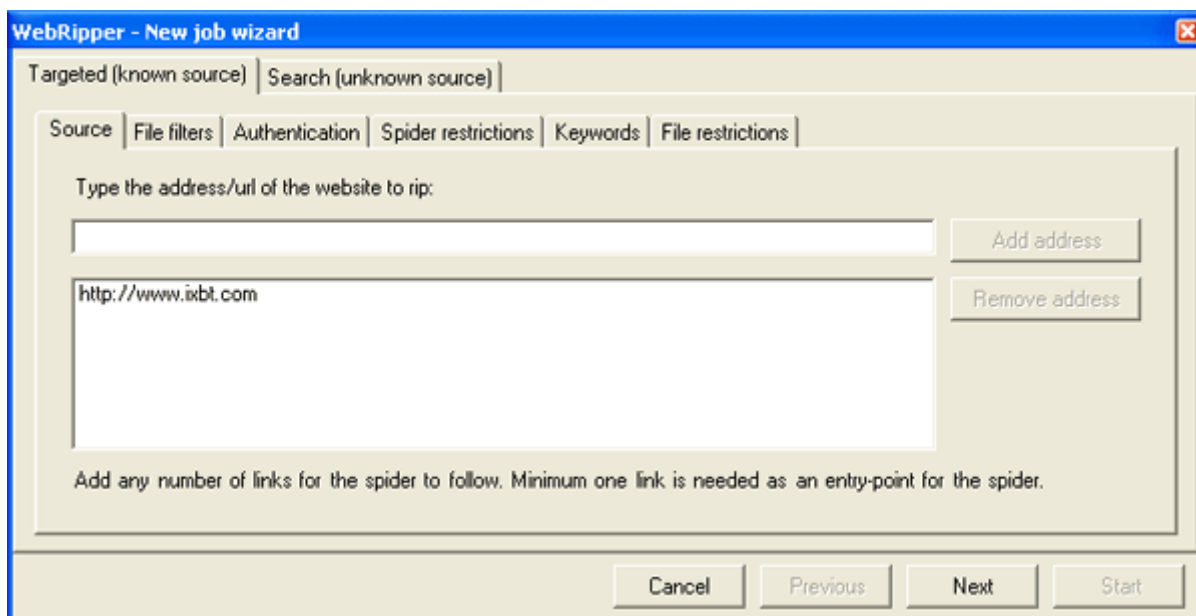 WebRipper - New job wizard
Targeted (known source) Search (unknown source)
Source File filters Authentication Spider restrictions Keywords File restrictions
Type the address/url of the website to rip:
Add address
http://www.ixbt.com
Remove address
Add any number of links for the spider to follow. Minimum one link is needed as an entry-point for the spider.
Cancel Previous Next Start